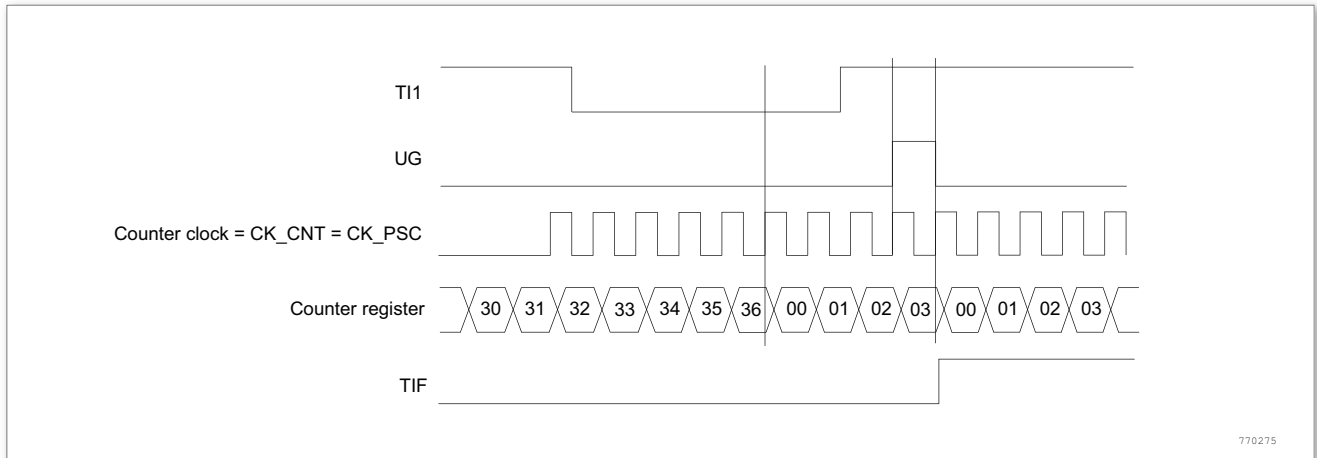 TI1
UG
Counter clock = CK_CNT = CK_PSC
Counter register 30 31 32 33 34 35 36 00 01 02 03 00 01 02 03
TIF
770275